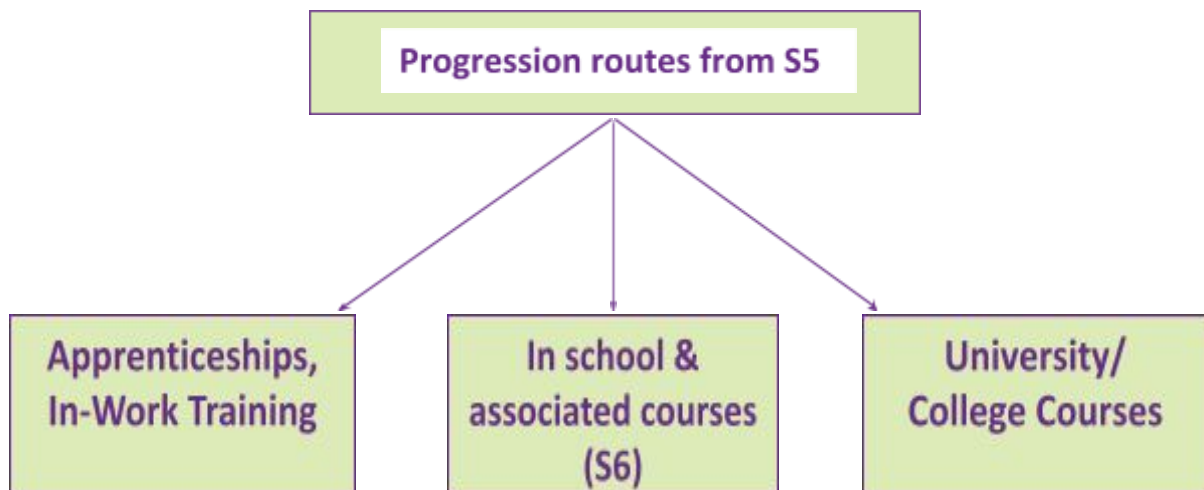 Progression routes from S5
Apprenticeships,
In-Work Training
In school &
associated courses
(S6)
University/
College Courses